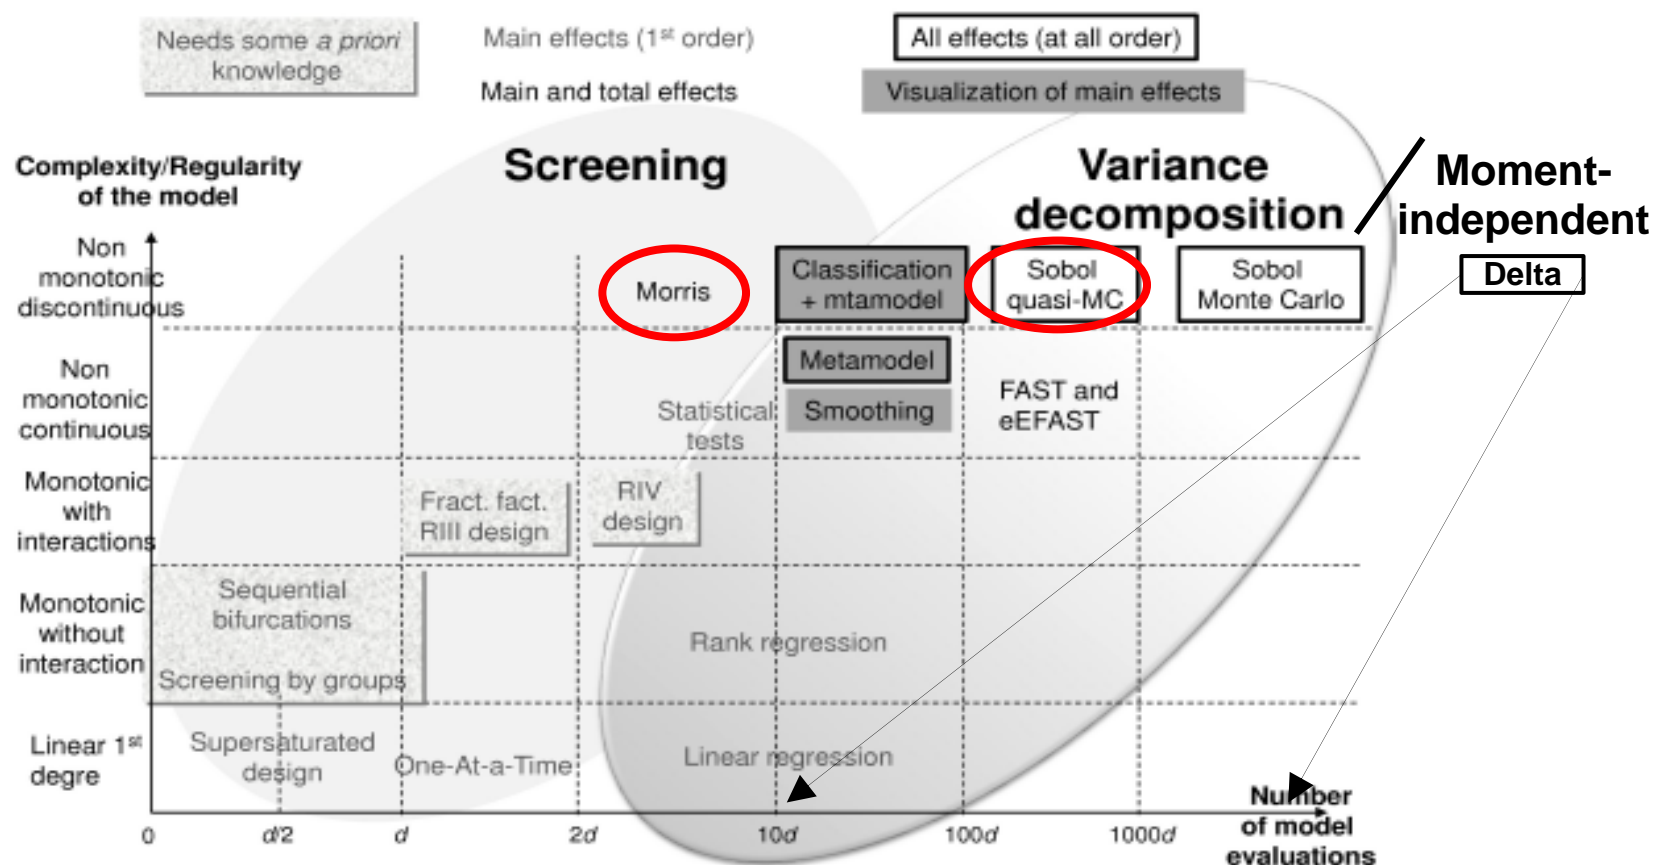 Needs some a priori
knowledge
Main effects (1st order)
Main and total effects
All effects (at all order)
Visualization of main effects
Complexity/Regularity
of the model
Screening
Variance
decomposition
Moment-
independent
Delta
Non
monotonic
discontinuous
Morris
Classification
+ mtamodel
Sobol
quasi-MC
Sobol
Monte Carlo
Non
monotonic
continuous
Statistical
tests
Metamodel
Smoothing
FAST and
eEFAST
Monotonic
with
interactions
Fract. fact.
RIII design
RIV
design
Monotonic
without
interaction
Sequential
bifurcations
Screening by groups
Rank regression
Linear 1st
degre
Supersaturated
design
One-At-a-Time
Linear regression
Number
of model
evaluations
0
d/2
d
2d
10d
100d
1000d